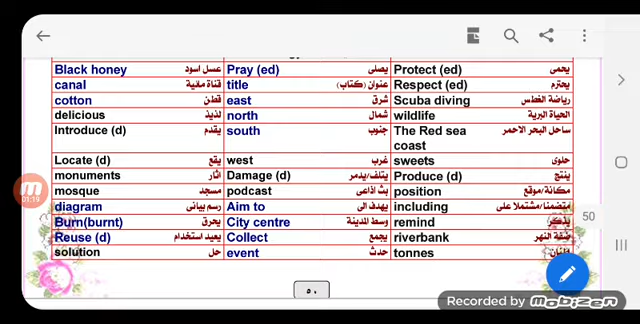 Black honey عسل اسود Pray (ed) يصلى Protect (ed) يحمى
canal قناة مائية title عنوان (كتاب) Respect (ed) يحترم
cotton قطن east شرق Scuba diving رياضة الغطس
delicious لذيذ north شمال wildlife الحياة البرية
Introduce (d) يقدم south جنوب The Red sea coast ساحل البحر الاحمر
Locate (d) يقع west غرب sweets حلوى
monuments اثار Damage (d) يتلف/يدمر Produce (d) ينتج
mosque مسجد podcast بث اذاعى position مكانة/موقع
diagram رسم بيانى Aim to يهدف الى including متضمنا/مشتملا على
Burn(burnt) يحرق City centre وسط المدينة remind يذكر
Reuse (d) يعيد استخدام Collect يجمع riverbank ضفة النهر
solution حل event حدث tonnes
٥٠
50
1:19
Recorded by Mobizen